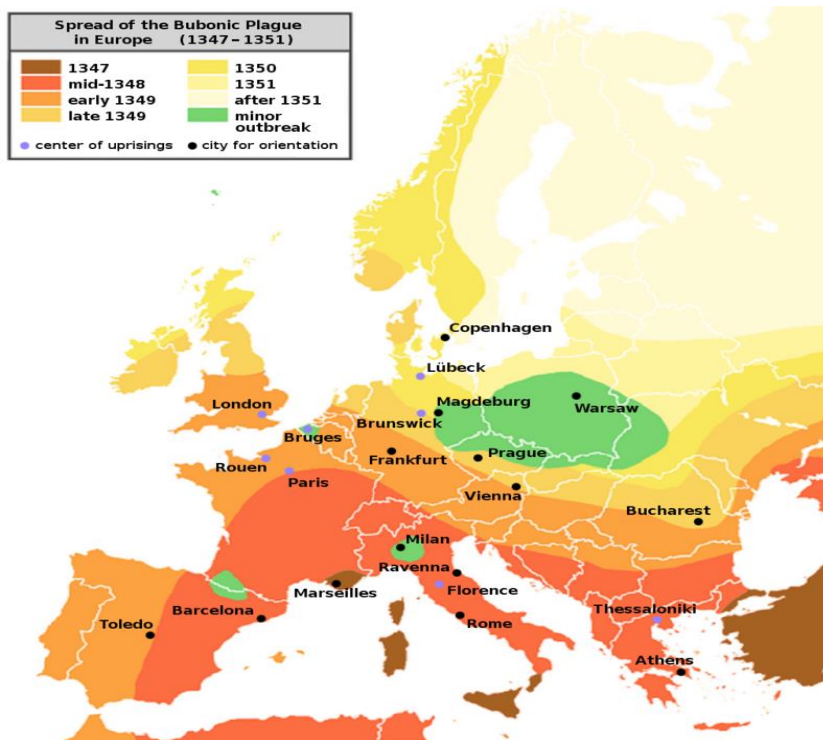 Spread of the Bubonic Plague
in Europe (1347–1351)
1347
mid-1348
early 1349
late 1349
1350
1351
after 1351
minor
outbreak
center of uprisings
city for orientation
Copenhagen
Lübeck
London
Magdeburg
Warsaw
Brunswick
Bruges
Rouen
Frankfurt
Prague
Paris
Vienna
Bucharest
Milan
Ravenna
Marseilles
Florence
Barcelona
Thessaloniki
Toledo
Rome
Athens